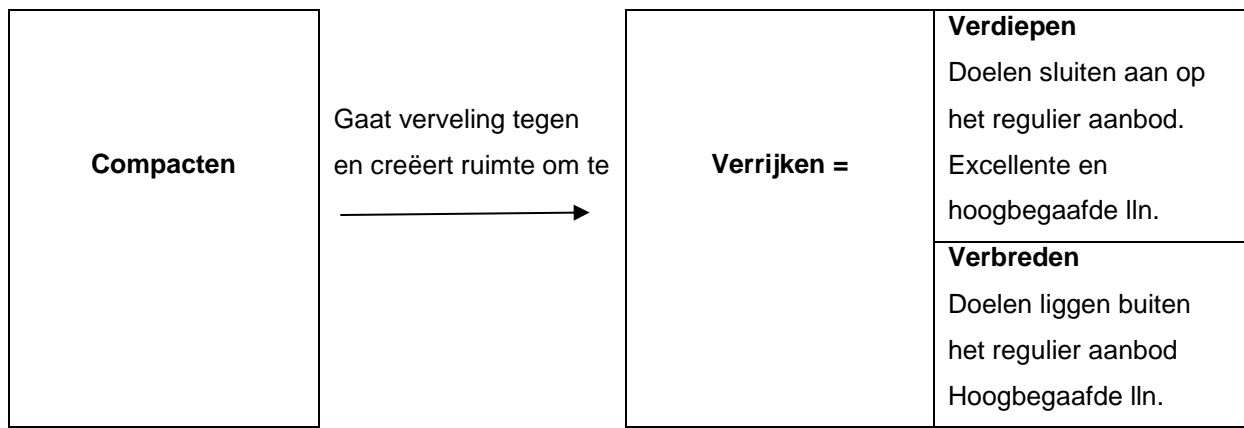 Compacten
Gaat verveling tegen
en creëert ruimte om te
Verrijken =
Verdiepen
Doelen sluiten aan op
het regulier aanbod.
Excellente en
hoogbegaafde lln.
Verbreden
Doelen liggen buiten
het regulier aanbod
Hoogbegaafde lln.